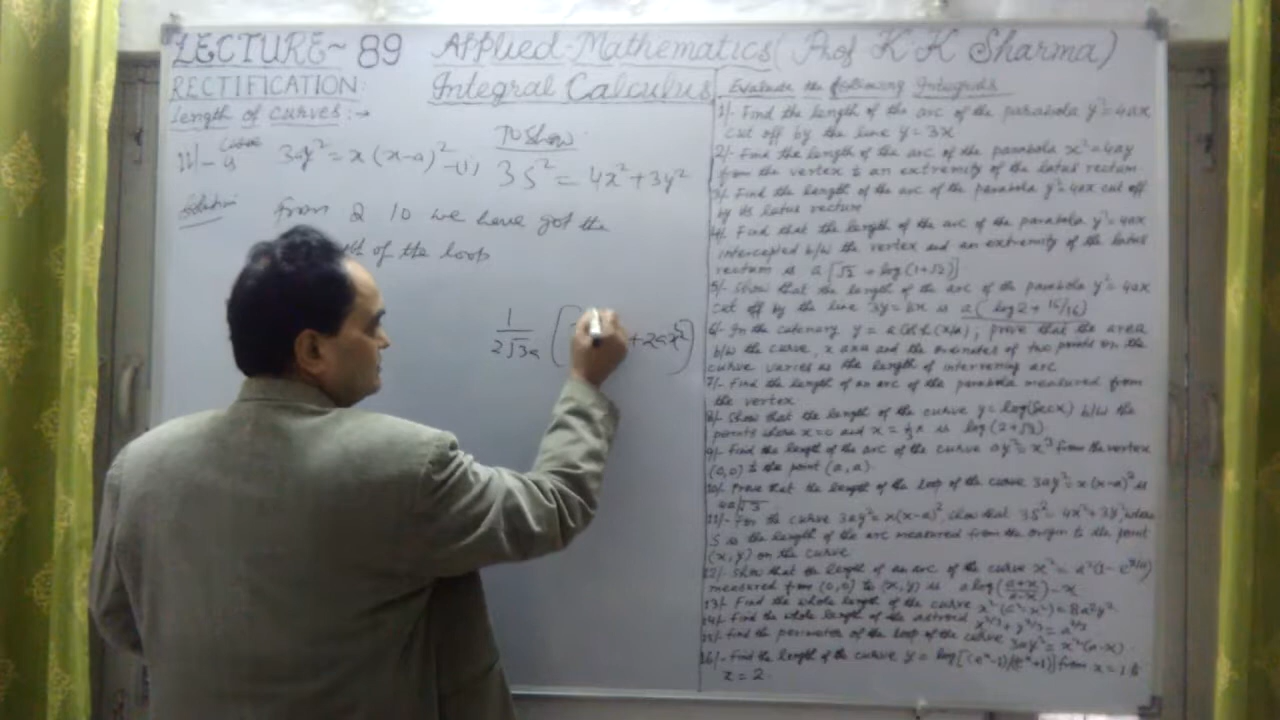 LECTURE~ 89 Applied-Mathematics (Prof K K Sharma)
RECTIFICATION: Integral Calculus
Length of curves:→
11/- curve 3ay² = x(x-a)² -(1)
To Show
3S² = 4x² + 3y²
Solution From Q 10 we have got the
of the loop
1/2√3a ( + 2ax^½)
Evaluate the following Integrals
1/- Find the length of the arc of the parabola y²=4ax
cut off by the line y=3x
2/- Find the length of the arc of the parabola x²=4ay
from the vertex to an extremity of the latus rectum.
3/- Find the length of the arc of the parabola y²=4ax cut off
by its latus rectum
4/- Find that the length of the arc of the parabola y²=4ax
intercepted b/w the vertex and an extremity of the latus
rectum is a[√2 + log(1+√2)]
5/- Show that the length of the arc of the parabola y²=4ax
cut off by the line 3y=8x is a(log2 + 15/16)
6/- In the catenary y = a cosh(x/a), prove that the area
b/w the curve, x axis and the ordinates of two points on the
curve varies as the length of intervening arc
7/- Find the length of an arc of the parabola measured from
the vertex
8/- Show that the length of the curve y=log(Secx) b/w the
points where x=0 and x=⅓π is log(2+√3)
9/- Find the length of the arc of the curve ay²=x³ from the vertex
(0,0) to the point (a,a).
10/- Prove that the length of the loop of the curve 3ay²=x(x-a)² is
4a/√3
11/- For the curve 3ay²=x(x-a)², show that 3S²=4x²+3y², where
S is the length of the arc measured from the origin to the point
(x,y) on the curve
12/- Show that the length of an arc of the curve x²=a²(1-e^(y/a))
measured from (0,0) to (x,y) is a log((a+x)/(a-x)) - x
13/- Find the whole length of the curve x²(a²-x²)=8a²y²
14/- Find the whole length of the astroid x^(2/3)+y^(2/3)=a^(2/3)
15/- Find the perimeter of the loop of the curve 3ay²=x²(a-x)
16/- Find the length of the curve y=log[(eˣ-1)/(eˣ+1)] from x=1 to
x=2